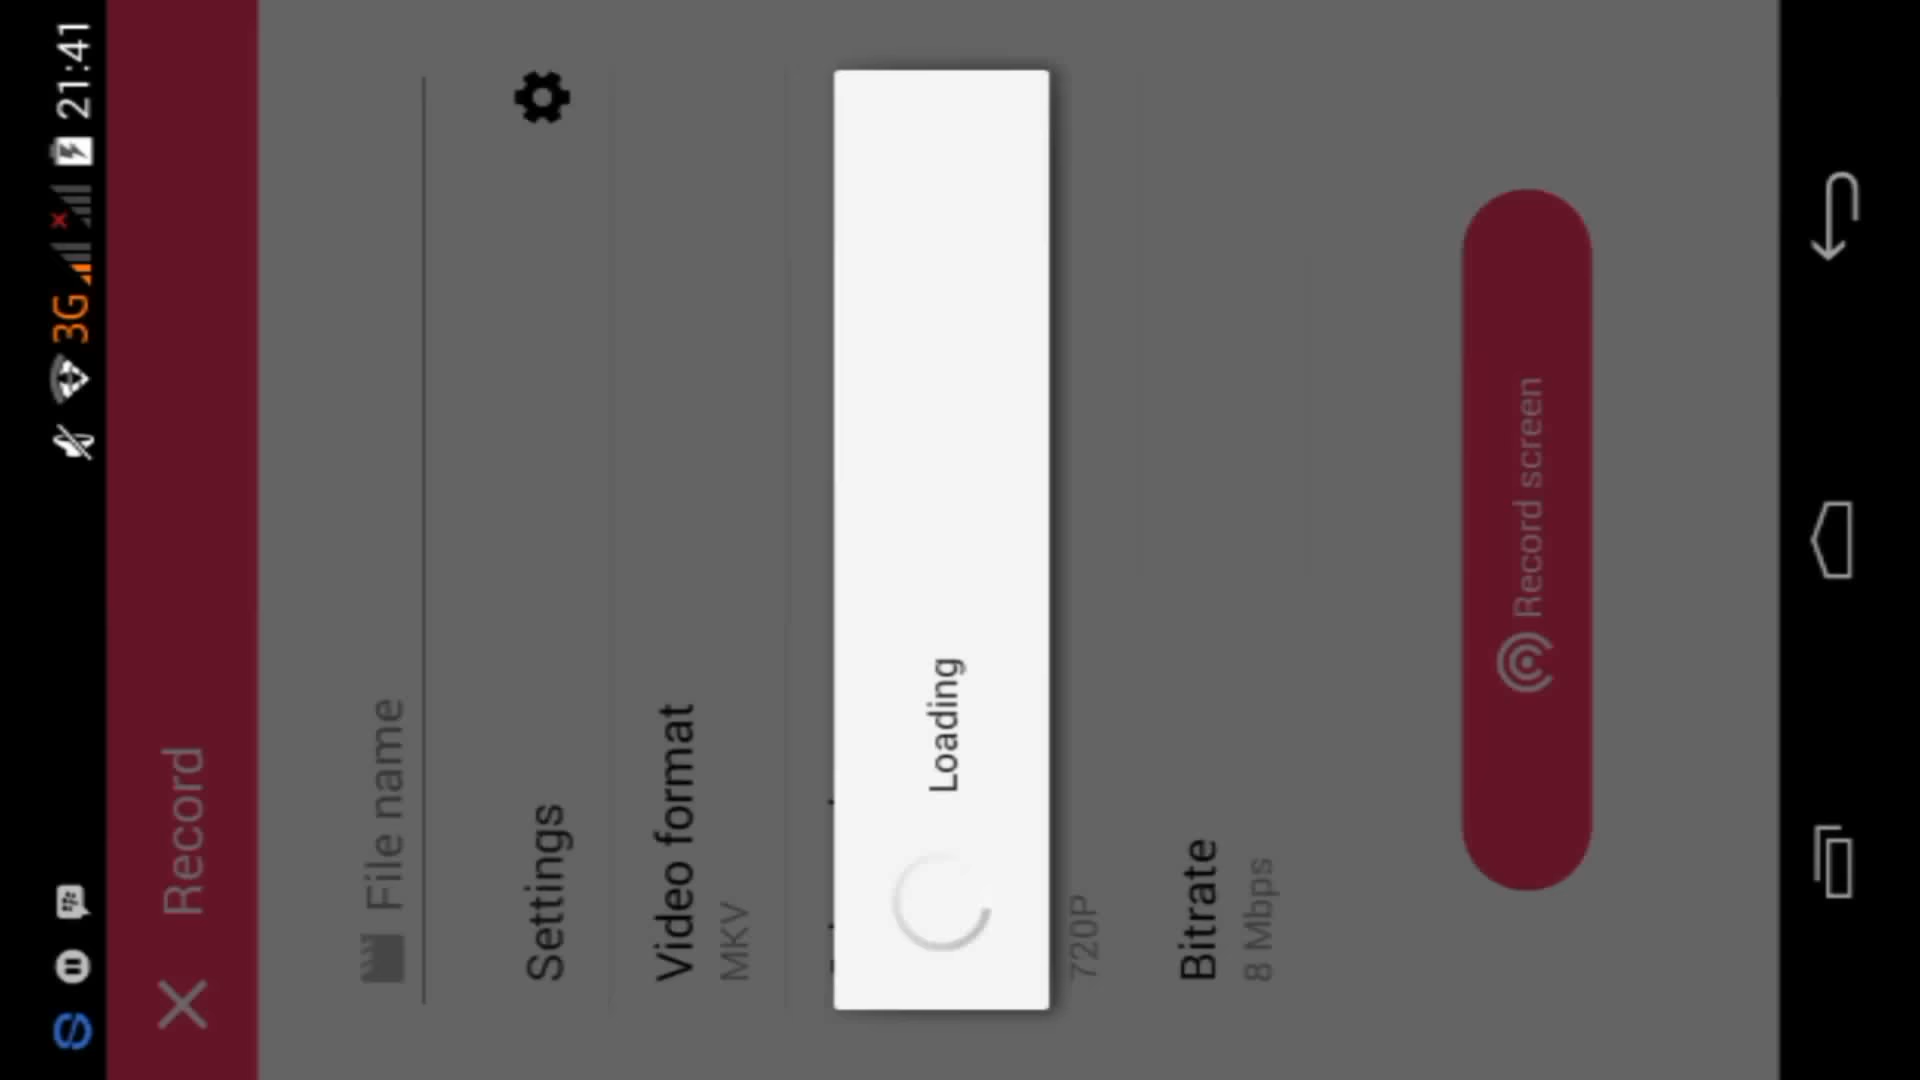 3G 21:41
Record
File name
Settings
Video format
MKV
Loading
720P
Bitrate
8 Mbps
Record screen